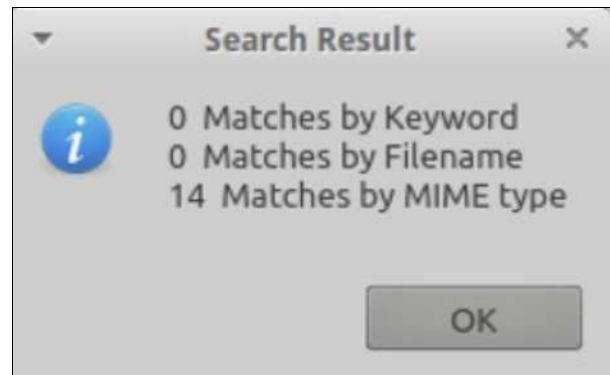 Search Result
0 Matches by Keyword
0 Matches by Filename
14 Matches by MIME type
OK